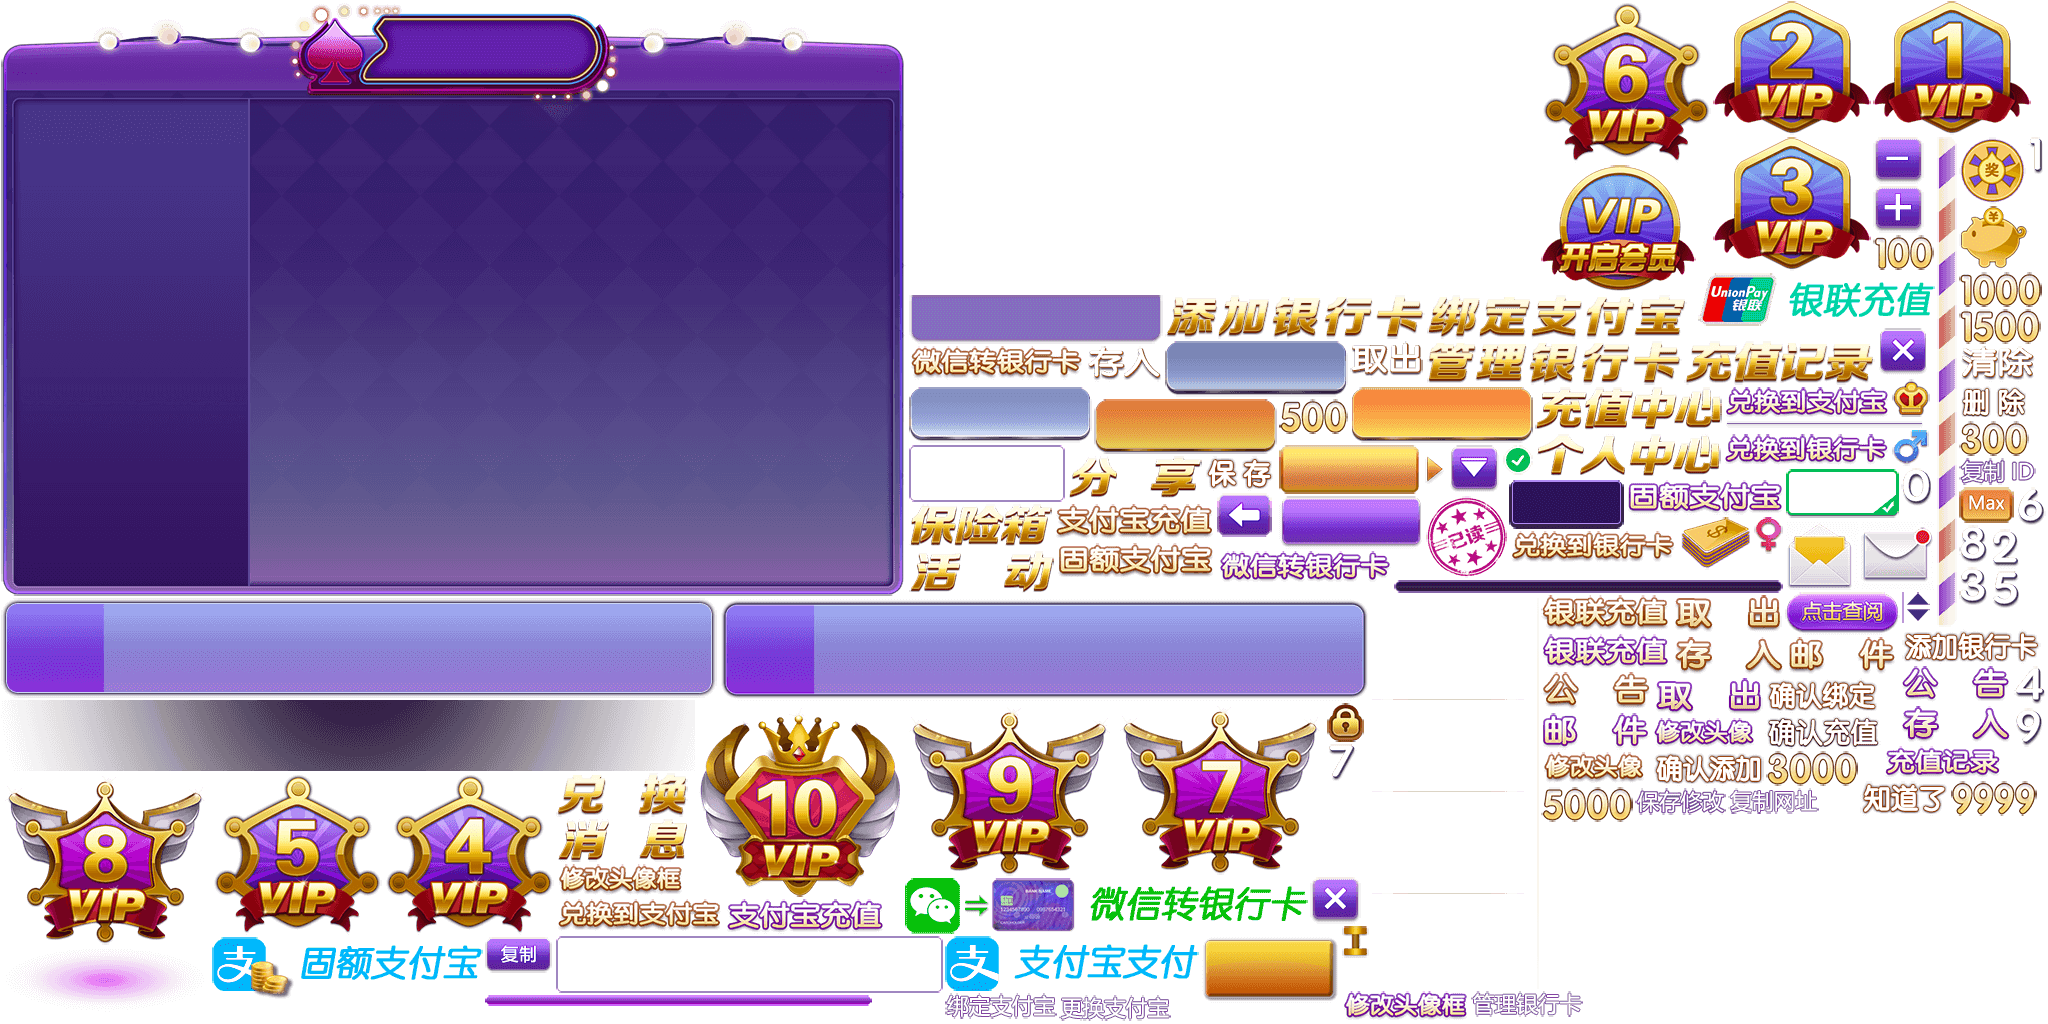 6
VIP
2
VIP
1
VIP
奖
1
VIP
开启会员
3
VIP
100
UnionPay
银联
银联充值
添加银行卡
绑定支付宝
1000
1500
微信转银行卡
存入
取出
管理银行卡
充值记录
清除
500
充值中心
兑换到支付宝
删除
300
分享
保存
个人中心
兑换到银行卡
复制 ID
保险箱
支付宝充值
已读
固额支付宝
0
Max
6
活动
固额支付宝
微信转银行卡
兑换到银行卡
8
2
3
5
银联充值
取出
点击查阅
银联充值
存入
邮件
添加银行卡
公告
取出
确认绑定
公告
4
邮件
修改头像
确认充值
存入
9
修改头像
确认添加
3000
充值记录
5000
保存修改
复制网址
知道了
9999
7
8
VIP
5
VIP
4
VIP
兑换
消息
修改头像框
兑换到支付宝
支付宝充值
10
VIP
9
VIP
7
VIP
微信转银行卡
支
固额支付宝
复制
支
支付宝支付
绑定支付宝
更换支付宝
修改头像框
管理银行卡